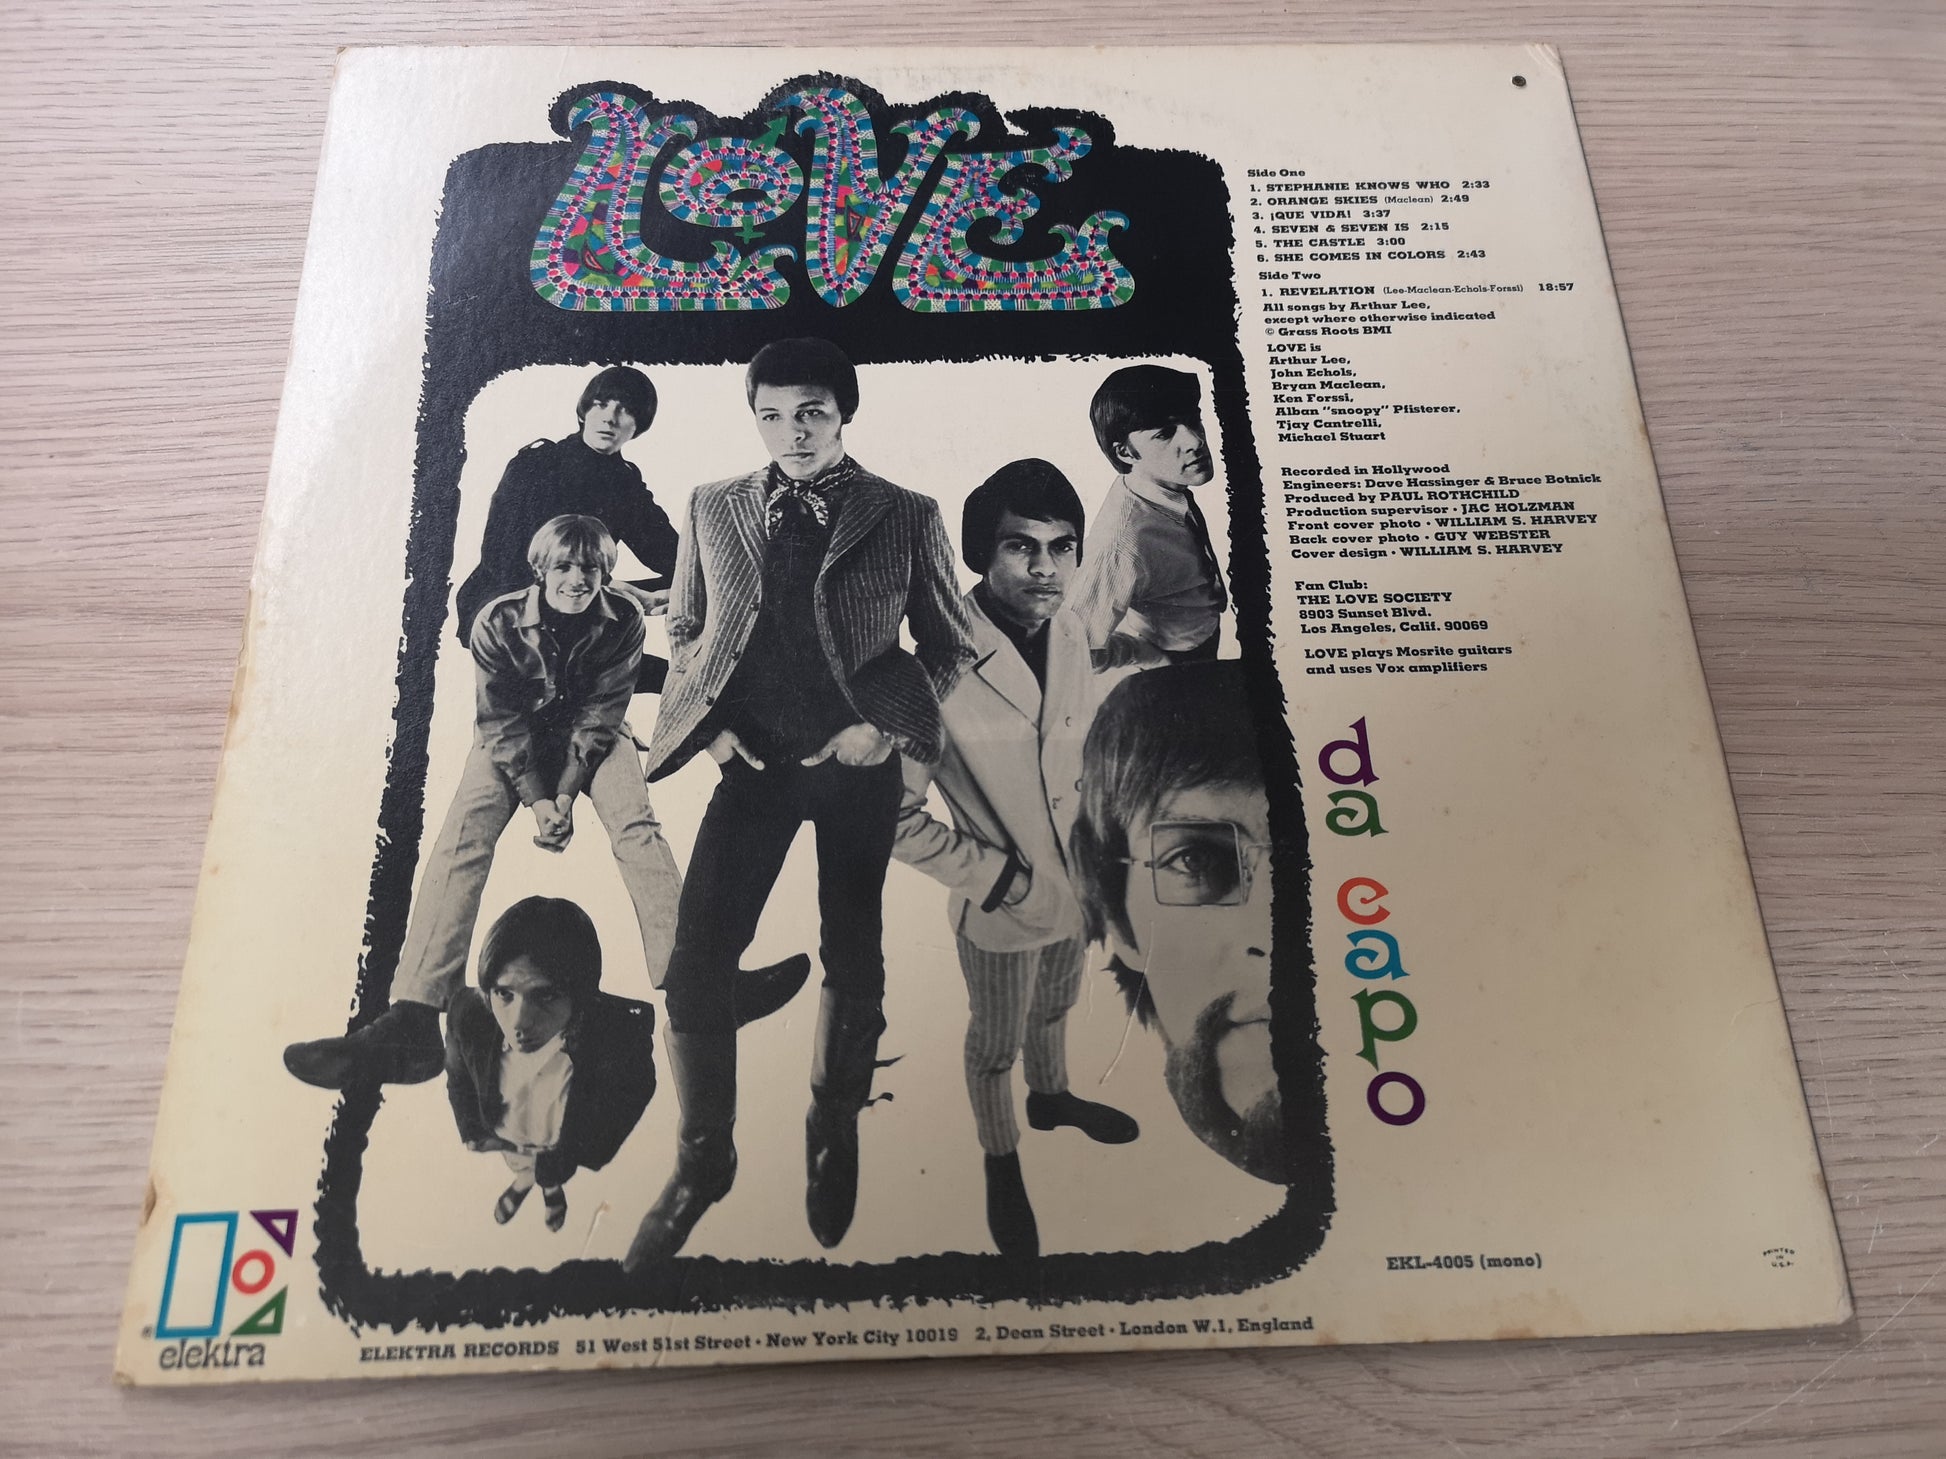 LOVE
Side One
1. STEPHANIE KNOWS WHO 2:33
2. ORANGE SKIES (Maclean) 2:49
3. ¡QUE VIDA! 3:37
4. SEVEN & SEVEN IS 2:15
5. THE CASTLE 3:00
6. SHE COMES IN COLORS 2:43
Side Two
1. REVELATION (Lee-Maclean-Echols-Forssi) 18:57
All songs by Arthur Lee,
except where otherwise indicated
© Grass Roots BMI
LOVE is
Arthur Lee,
John Echols,
Bryan Maclean,
Ken Forssi,
Alban "snoopy" Pfisterer,
Tjay Cantrelli,
Michael Stuart
Recorded in Hollywood
Engineers: Dave Hassinger & Bruce Botnick
Produced by PAUL ROTHCHILD
Production supervisor · JAC HOLZMAN
Front cover photo · WILLIAM S. HARVEY
Back cover photo · GUY WEBSTER
Cover design · WILLIAM S. HARVEY
Fan Club:
THE LOVE SOCIETY
8903 Sunset Blvd.
Los Angeles, Calif. 90069
LOVE plays Mosrite guitars
and uses Vox amplifiers
da capo
EKL-4005 (mono)
PRINTED
IN
U.S.A.
® elektra
ELEKTRA RECORDS 51 West 51st Street · New York City 10019 2, Dean Street · London W.1, England